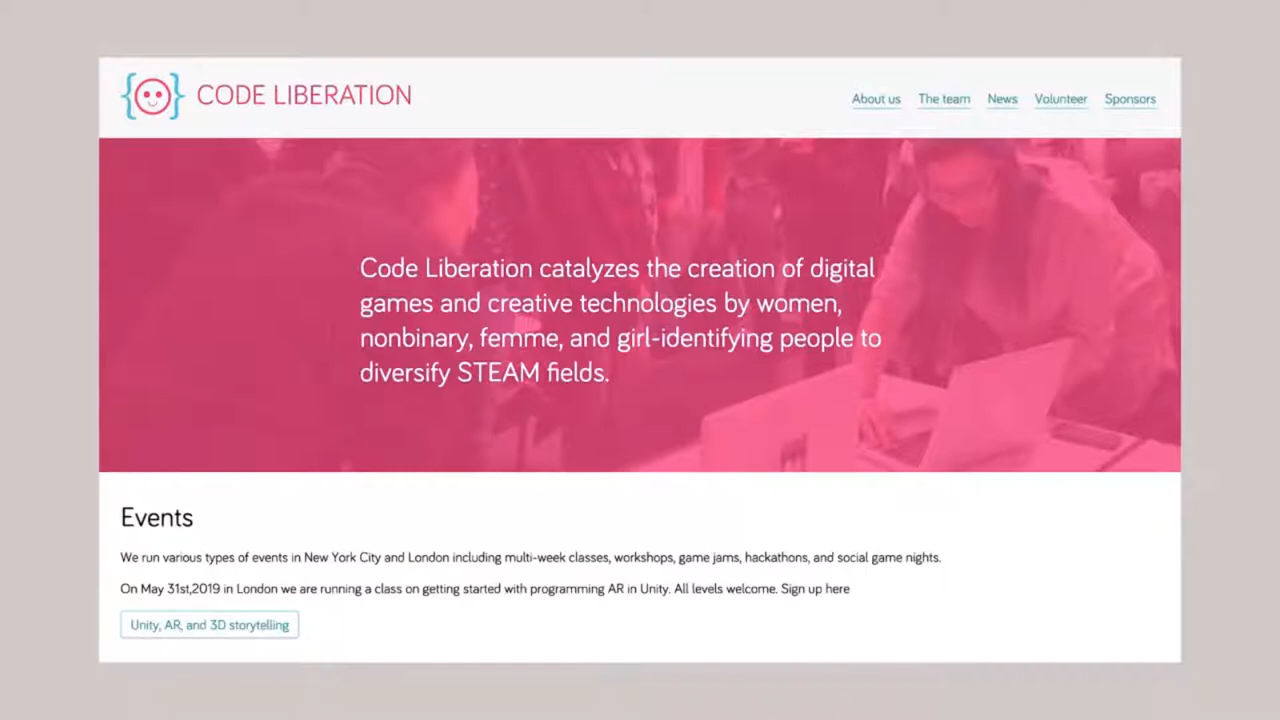 CODE LIBERATION
About us The team News Volunteer Sponsors
Code Liberation catalyzes the creation of digital
games and creative technologies by women,
nonbinary, femme, and girl-identifying people to
diversify STEAM fields.
Events
We run various types of events in New York City and London including multi-week classes, workshops, game jams, hackathons, and social game nights.
On May 31st,2019 in London we are running a class on getting started with programming AR in Unity. All levels welcome. Sign up here
Unity, AR, and 3D storytelling